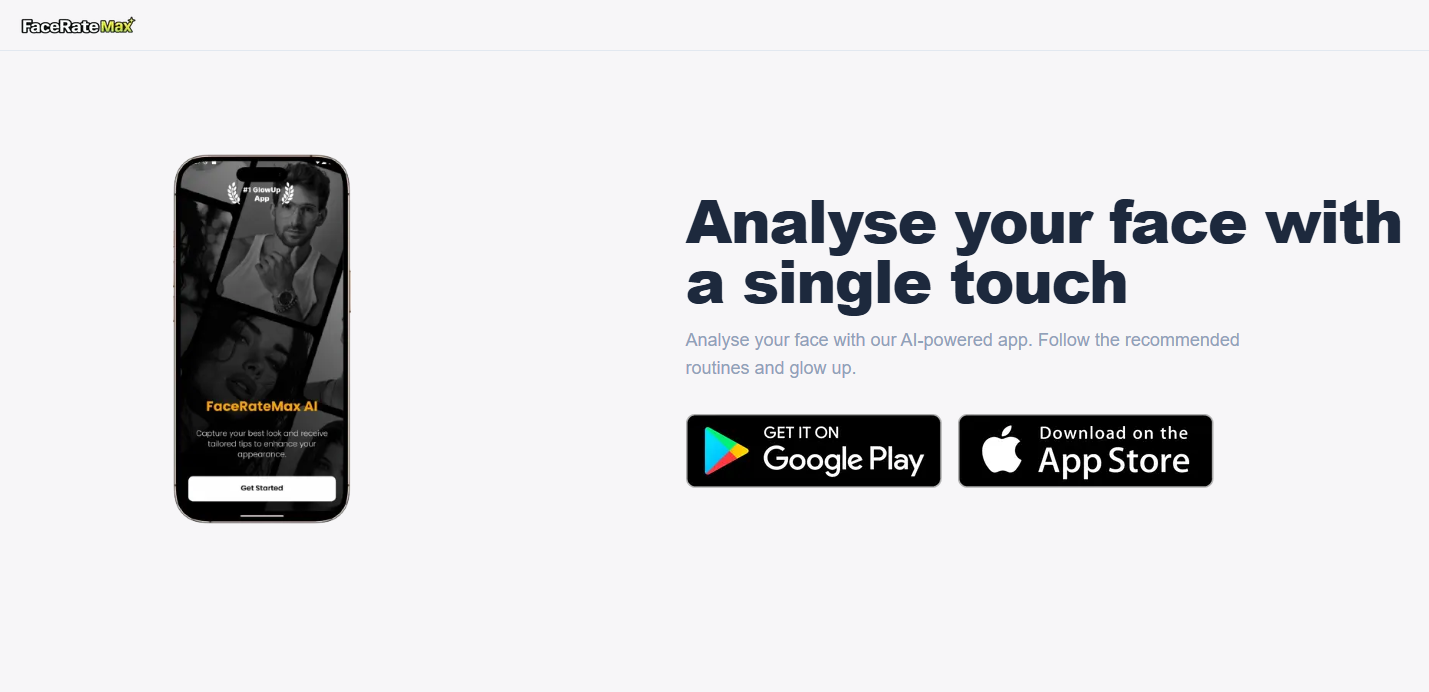 FaceRateMax
#1 GlowUp
App
FaceRateMax AI
Capture your best look and receive
tailored tips to enhance your
appearance.
Get Started
Analyse your face with
a single touch
Analyse your face with our AI-powered app. Follow the recommended
routines and glow up.
GET IT ON
Google Play
Download on the
App Store